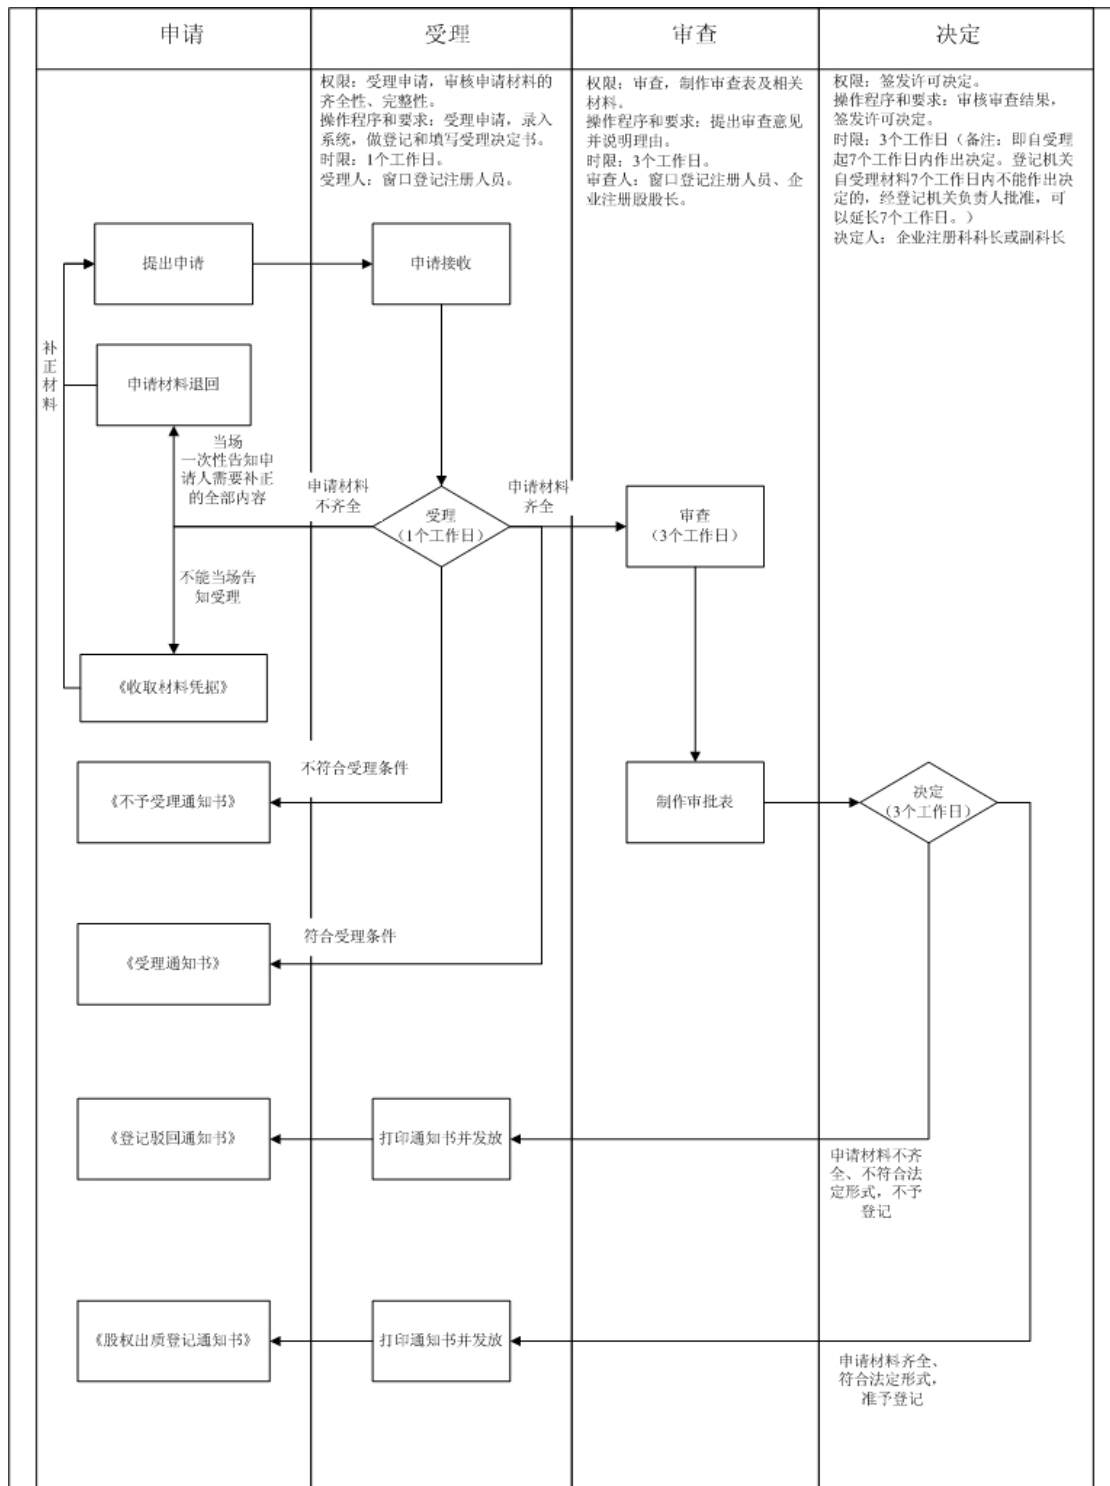 申请
受理
审查
决定
权限：受理申请，审核申请材料的
齐全性、完整性。
操作程序和要求：受理申请，录入
系统，做登记和填写受理决定书。
时限：1个工作日。
受理人：窗口登记注册人员。
权限：审查，制作审查表及相关
材料。
操作程序和要求：提出审查意见
并说明理由。
时限：3个工作日。
审查人：窗口登记注册人员、企
业注册股股长。
权限：签发许可决定。
操作程序和要求：审核审查结果，
签发许可决定。
时限：3个工作日（备注：即自受理
起7个工作日内作出决定。登记机关
自受理材料7个工作日内不能作出决
定的，经登记机关负责人批准，可
以延长7个工作日。）
决定人：企业注册科科长或副科长
提出申请
申请接收
补
正
材
料
申请材料退回
当场
一次性告知申
请人需要补正
的全部内容
申请材料
不齐全
受理
（1个工作日）
申请材料
齐全
审查
（3个工作日）
不能当场告
知受理
《收取材料凭据》
不符合受理条件
《不予受理通知书》
制作审批表
决定
（3个工作日）
符合受理条件
《受理通知书》
《登记驳回通知书》
打印通知书并发放
申请材料不齐
全、不符合法
定形式，不予
登记
《股权出质登记通知书》
打印通知书并发放
申请材料齐全、
符合法定形式，
准予登记